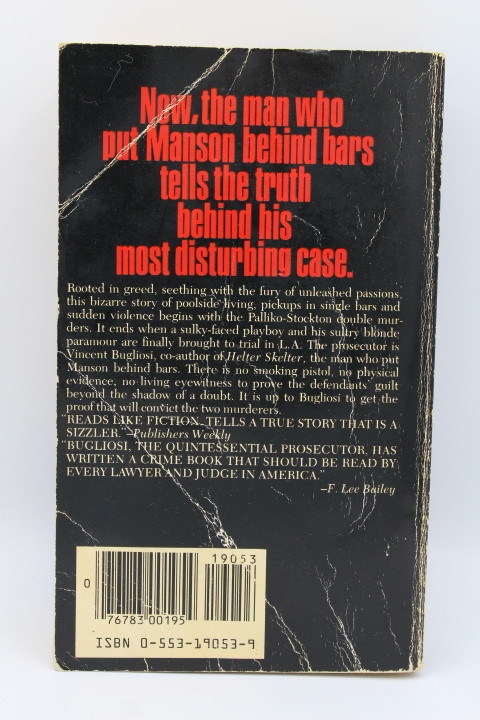 Now, the man who
put Manson behind bars
tells the truth
behind his
most disturbing case.
Rooted in greed, seething with the fury of unleashed passions,
this bizarre story of poolside living, pickups in single bars and
sudden violence begins with the Palliko-Stockton double mur-
ders. It ends when a sulky-faced playboy and his sultry blonde
paramour are finally brought to trial in L.A. The prosecutor is
Vincent Bugliosi, co-author of Helter Skelter, the man who put
Manson behind bars. There is no smoking pistol, no physical
evidence, no living eyewitness to prove the defendants' guilt
beyond the shadow of a doubt. It is up to Bugliosi to get the
proof that will convict the two murderers.
"READS LIKE FICTION. TELLS A TRUE STORY THAT IS A
SIZZLER." –Publishers Weekly
"BUGLIOSI, THE QUINTESSENTIAL PROSECUTOR, HAS
WRITTEN A CRIME BOOK THAT SHOULD BE READ BY
EVERY LAWYER AND JUDGE IN AMERICA."
–F. Lee Bailey
19053
0
76783 00195
ISBN 0-553-19053-9